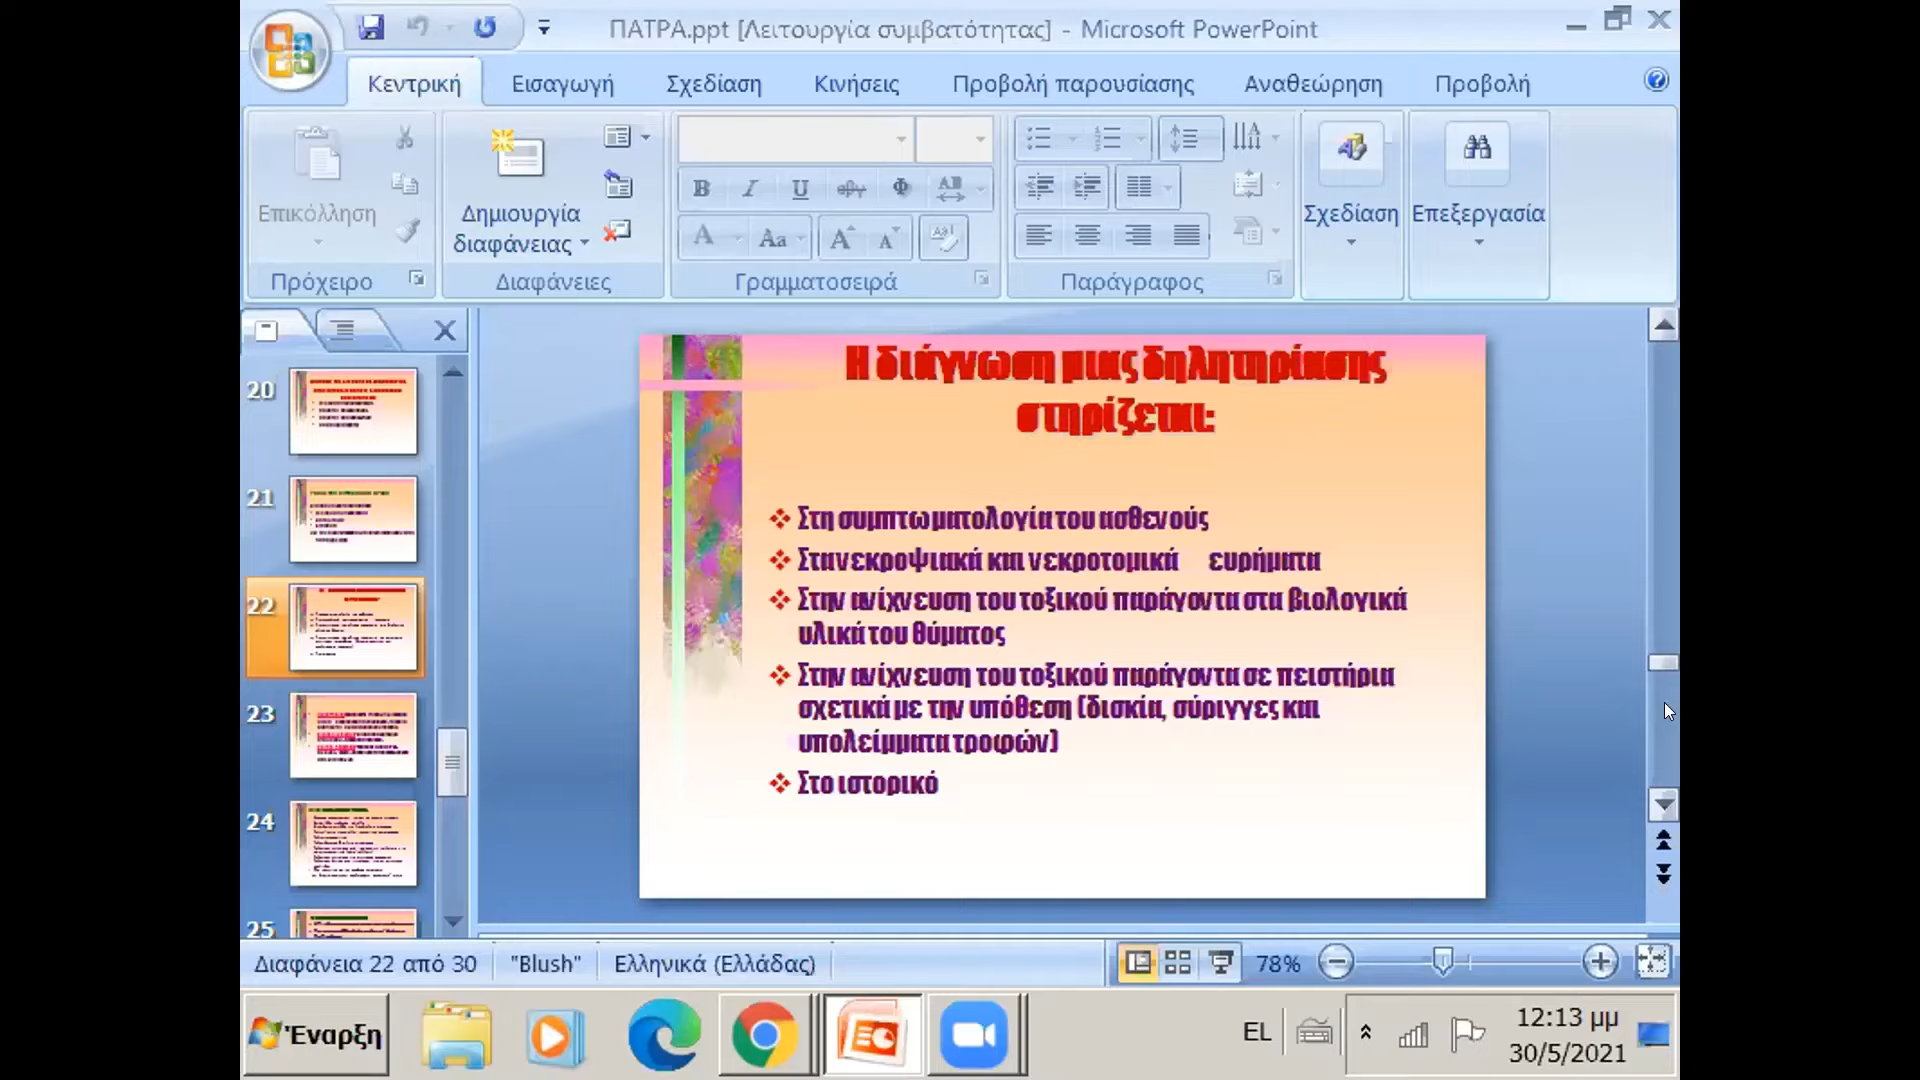 ΠΑΤΡΑ.ppt [Λειτουργία συμβατότητας] - Microsoft PowerPoint
Κεντρική Εισαγωγή Σχεδίαση Κινήσεις Προβολή παρουσίασης Αναθεώρηση Προβολή
Επικόλληση
Πρόχειρο
Δημιουργία
διαφάνειας
Διαφάνειες
Γραμματοσειρά
Παράγραφος
Σχεδίαση
Επεξεργασία
20
21
22
23
24
25
Η διάγνωση μιας δηλητηρίασης
στηρίζεται:
Στη συμπτωματολογία του ασθενούς
Στα νεκροψιακά και νεκροτομικά ευρήματα
Στην ανίχνευση του τοξικού παράγοντα στα βιολογικά
υλικά του θύματος
Στην ανίχνευση του τοξικού παράγοντα σε πειστήρια
σχετικά με την υπόθεση (δισκία, σύριγγες και
υπολείμματα τροφών)
Στο ιστορικό
Διαφάνεια 22 από 30 "Blush" Ελληνικά (Ελλάδας) 78%
Έναρξη EL 12:13 μμ
30/5/2021